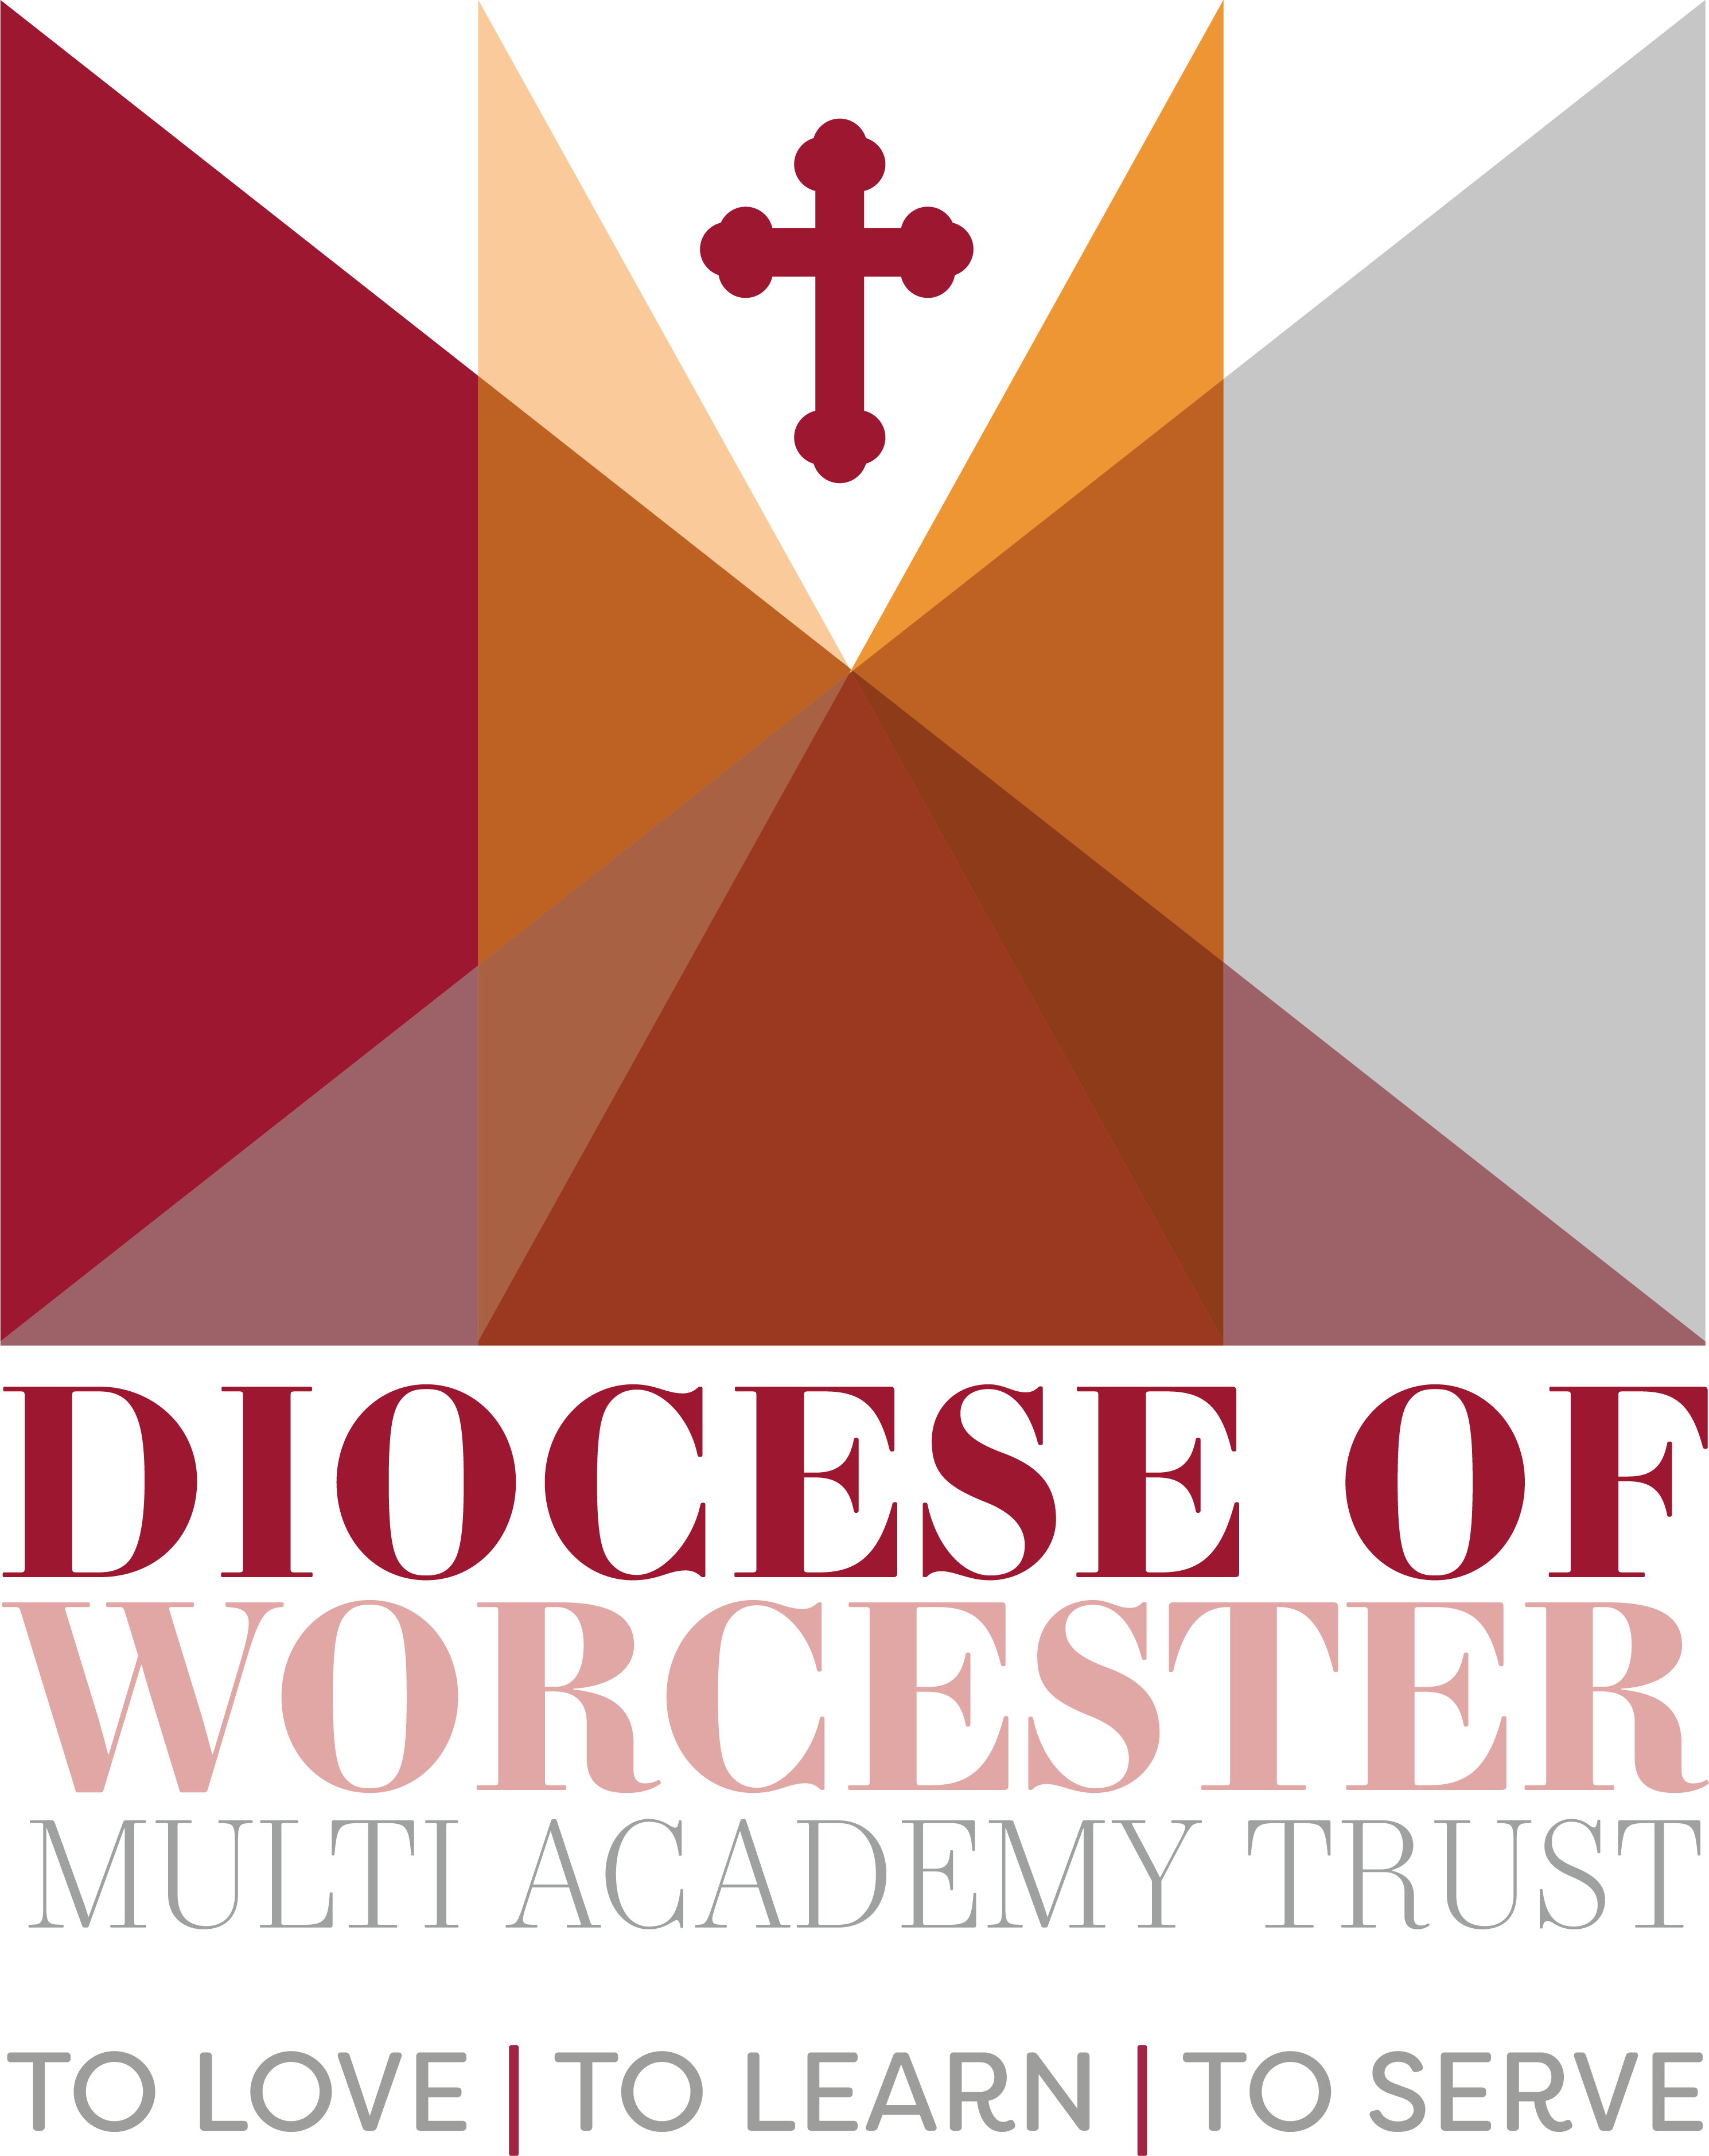 DIOCESE OF
WORCESTER
MULTI ACADEMY TRUST
TO LOVE | TO LEARN | TO SERVE